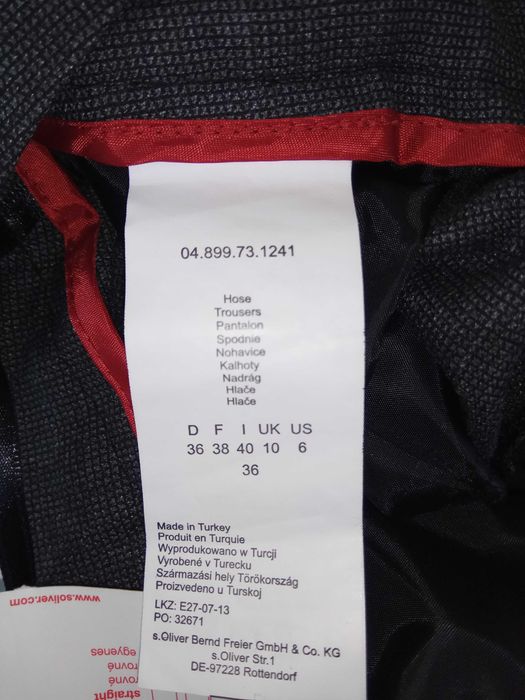 04.899.73.1241
Hose
Trousers
Pantalon
Spodnie
Nohavice
Kalhoty
Nadrág
Hlače
Hlače
D F I UK US
36 38 40 10 6
36
Made in Turkey
Produit en Turquie
Wyprodukowano w Turcji
Vyrobené v Turecku
Származási hely Törökország
Proizvedeno u Turskoj
LKZ: E27-07-13
PO: 32671
s.Oliver Bernd Freier GmbH & Co. KG
s.Oliver Str.1
DE-97228 Rottendorf
straight
rovné
rovné
egyenes
www.soliver.com